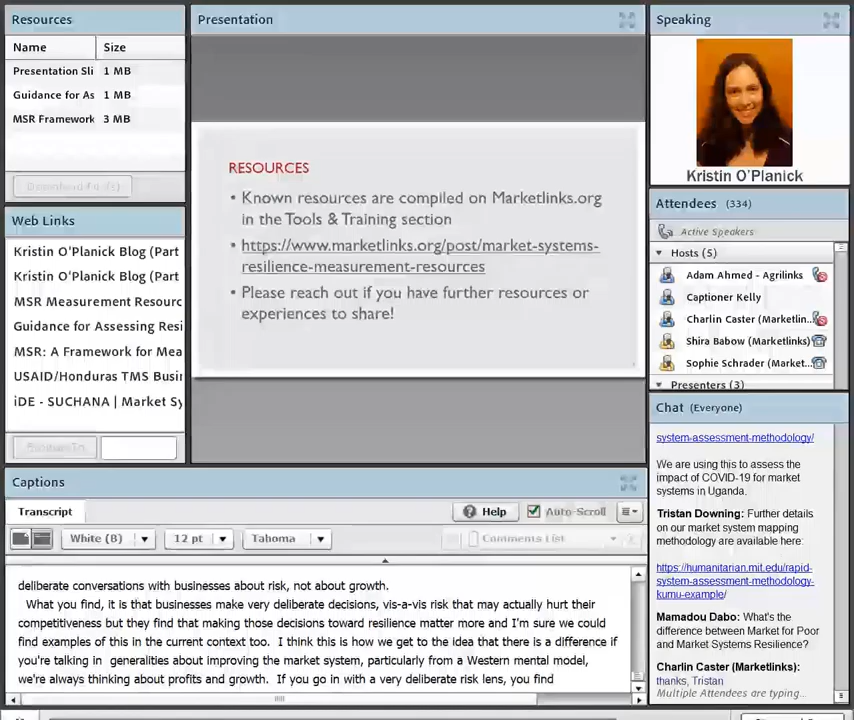 Resources
Name
Size
Presentation Sli
1 MB
Guidance for As
1 MB
MSR Framework
3 MB
Web Links
Kristin O'Planick Blog (Part
Kristin O'Planick Blog (Part
MSR Measurement Resourc
Guidance for Assessing Resi
MSR: A Framework for Mea
USAID/Honduras TMS Busin
iDE - SUCHANA | Market Sy
Presentation
RESOURCES
• Known resources are compiled on Marketlinks.org
in the Tools & Training section
• https://www.marketlinks.org/post/market-systems-
resilience-measurement-resources
• Please reach out if you have further resources or
experiences to share!
Captions
Transcript
Help
Auto-Scroll
White (B)
12 pt
Tahoma
Comments List
deliberate conversations with businesses about risk, not about growth.
What you find, it is that businesses make very deliberate decisions, vis-a-vis risk that may actually hurt their
competitiveness but they find that making those decisions toward resilience matter more and I'm sure we could
find examples of this in the current context too. I think this is how we get to the idea that there is a difference if
you're talking in generalities about improving the market system, particularly from a Western mental model,
we're always thinking about profits and growth. If you go in with a very deliberate risk lens, you find
Speaking
Kristin O'Planick
Attendees (334)
Active Speakers
Hosts (5)
Adam Ahmed - Agrilinks
Captioner Kelly
Charlin Caster (Marketlin..
Shira Babow (Marketlinks)
Sophie Schrader (Market...
Presenters (3)
Chat (Everyone)
system-assessment-methodology/
We are using this to assess the
impact of COVID-19 for market
systems in Uganda.
Tristan Downing: Further details
on our market system mapping
methodology are available here:
https://humanitarian.mit.edu/rapid-
system-assessment-methodology-
kumu-example/
Mamadou Dabo: What's the
difference between Market for Poor
and Market Systems Resilience?
Charlin Caster (Marketlinks):
thanks, Tristan
Multiple Attendees are typing...